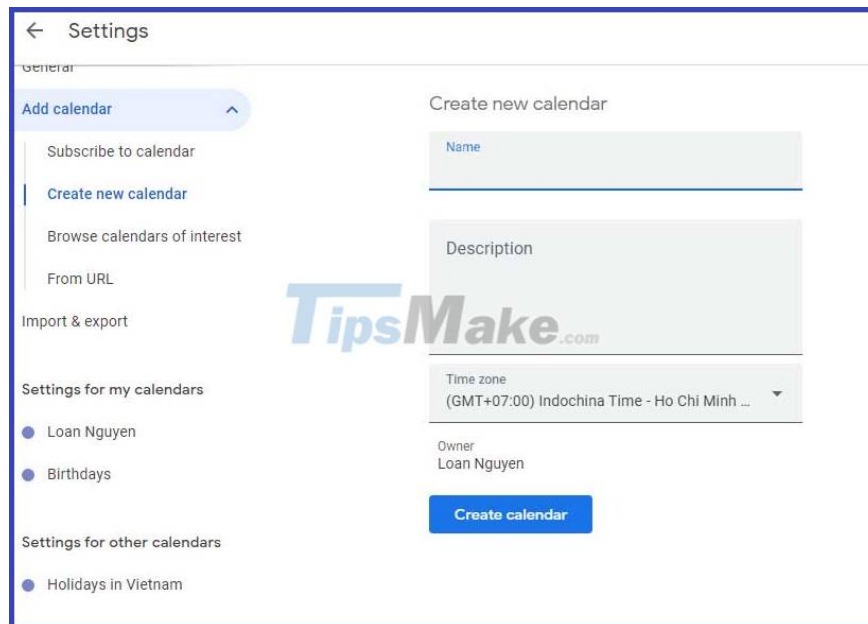 Settings
General
Add calendar
Subscribe to calendar
Create new calendar
Browse calendars of interest
From URL
Import & export
Settings for my calendars
Loan Nguyen
Birthdays
Settings for other calendars
Holidays in Vietnam
Create new calendar
Name
Description
TipsMake.com
Time zone
(GMT+07:00) Indochina Time - Ho Chi Minh ...
Owner
Loan Nguyen
Create calendar